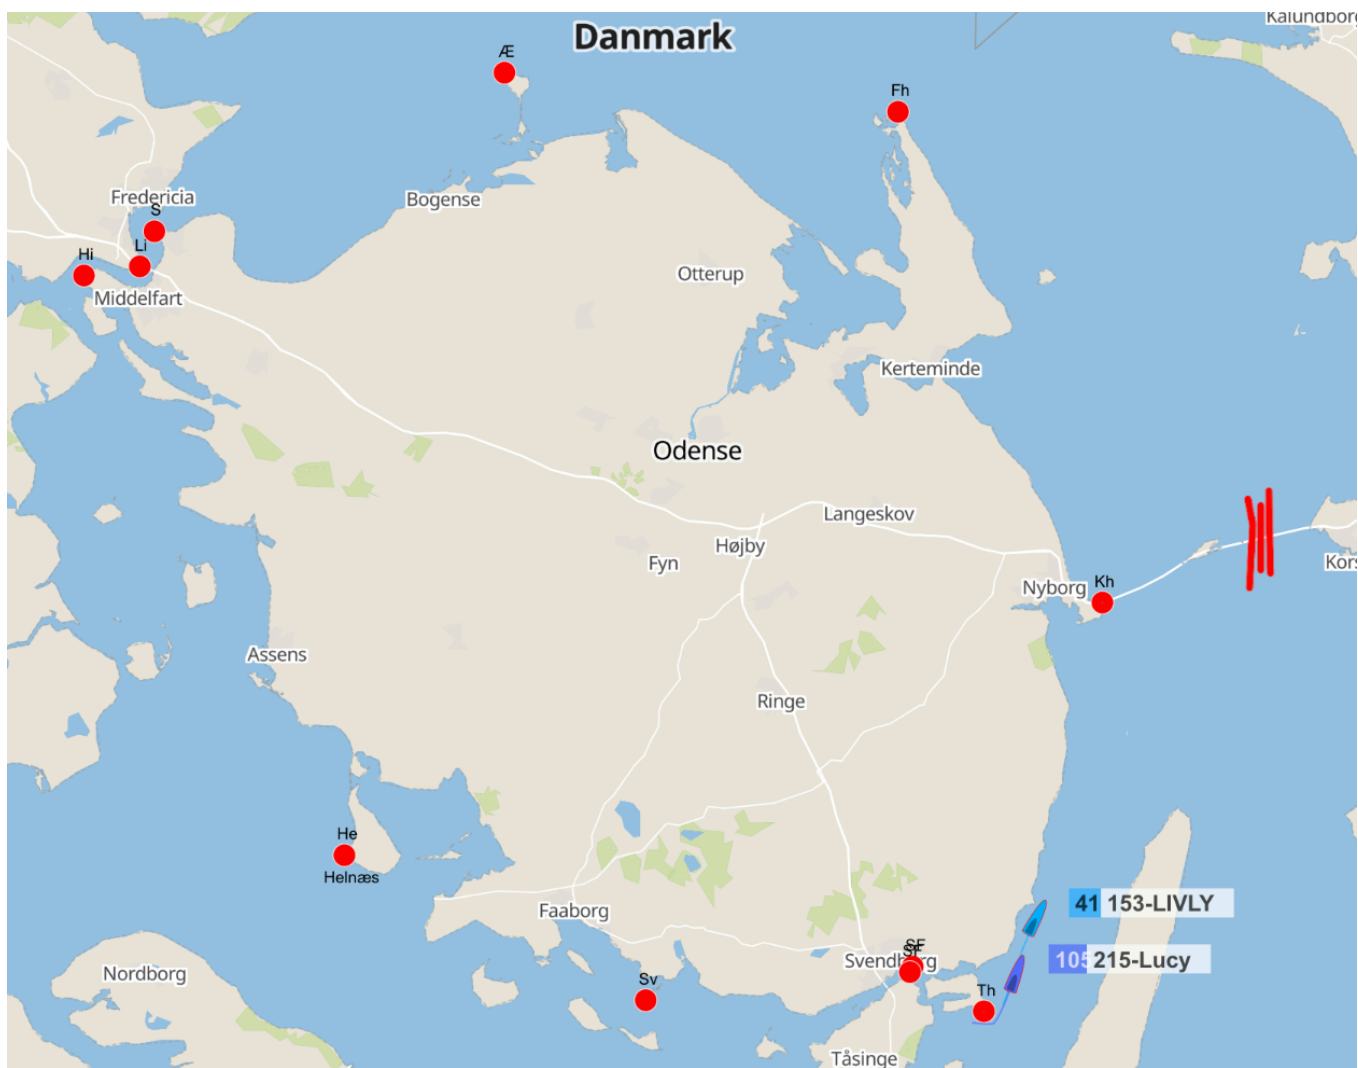 Kalundborg
Danmark
Æ
Fh
Fredericia
S
Bogense
Li
Hi
Middelfart
Otterup
Kerteminde
Odense
Langeskov
Højby
Fyn
Nyborg
Kh
Kors
Assens
Ringe
He
Helnæs
41 153-LIVLY
Faaborg
SF
Svendborg
105 215-Lucy
Nordborg
Sv
Th
Tåsinge